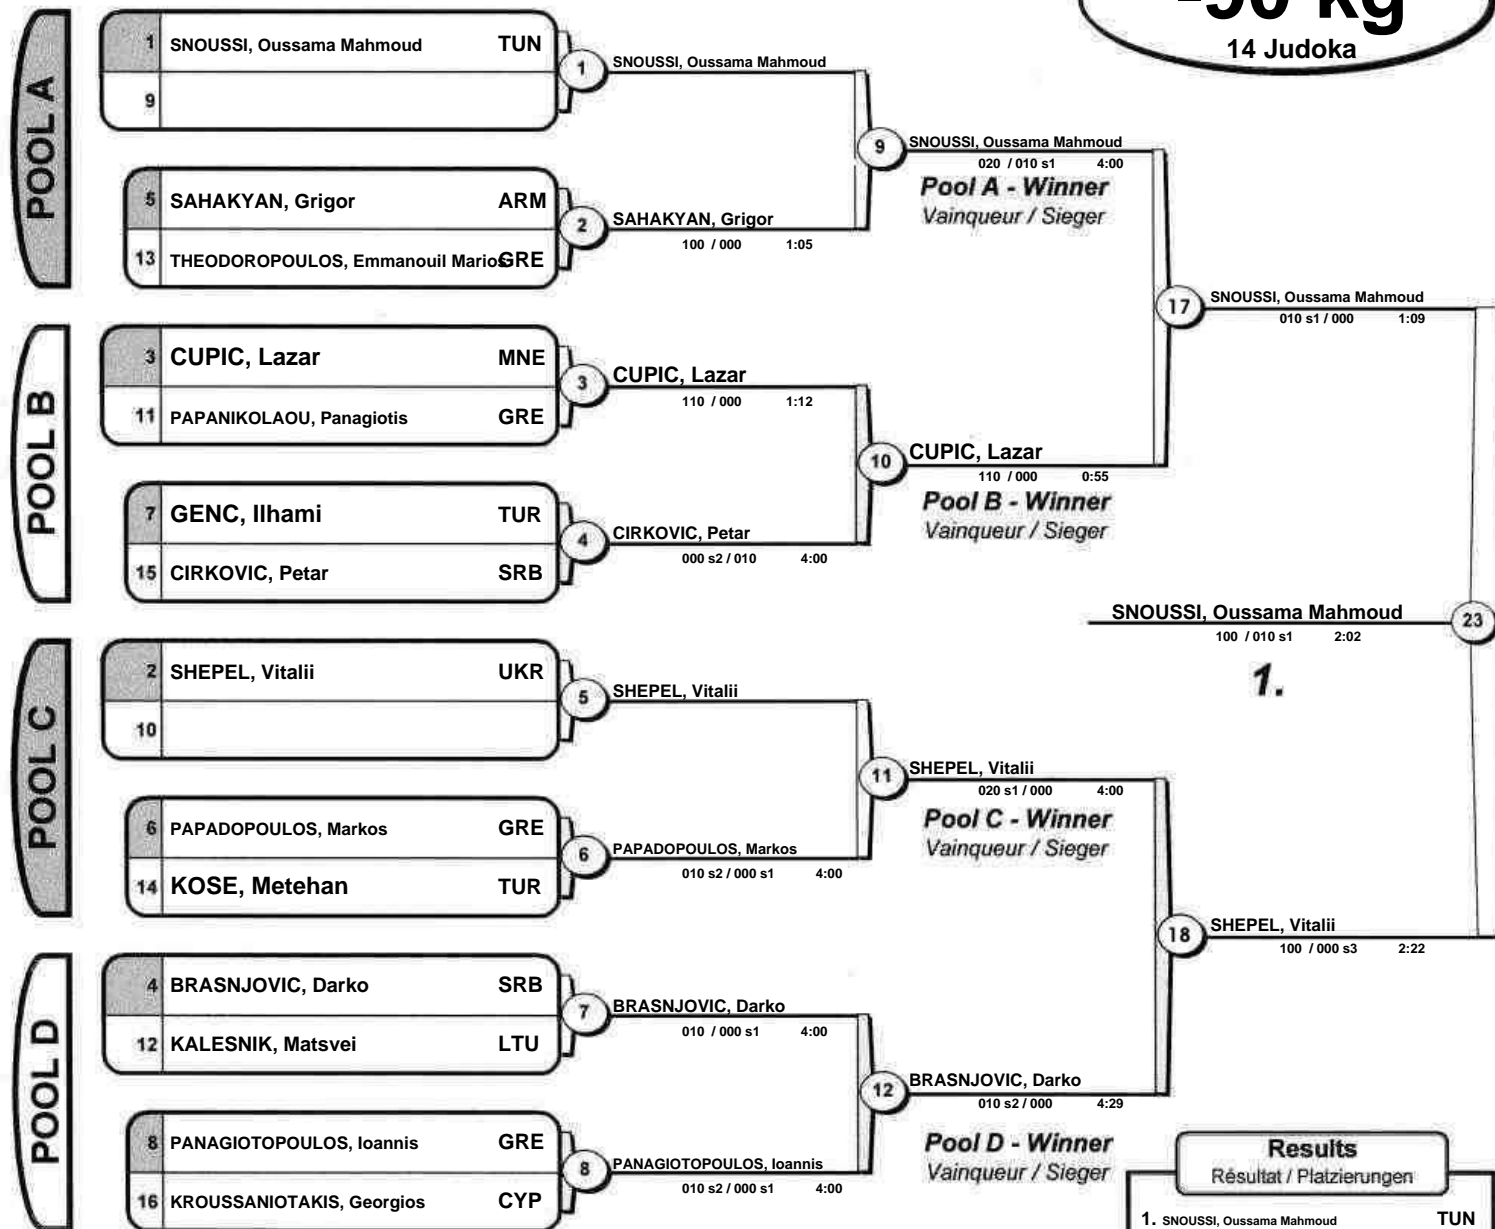 -90 kg
14 Judoka
POOL A
1 SNOUSSI, Oussama Mahmoud TUN
9
1 SNOUSSI, Oussama Mahmoud
5 SAHAKYAN, Grigor ARM
13 THEODOROPOULOS, Emmanouil Marios GRE
2 SAHAKYAN, Grigor
100 / 000 1:05
9 SNOUSSI, Oussama Mahmoud
020 / 010 s1 4:00
Pool A - Winner
Vainqueur / Sieger
POOL B
3 CUPIC, Lazar MNE
11 PAPANIKOLAOU, Panagiotis GRE
3 CUPIC, Lazar
110 / 000 1:12
7 GENC, Ilhami TUR
15 CIRKOVIC, Petar SRB
4 CIRKOVIC, Petar
000 s2 / 010 4:00
10 CUPIC, Lazar
110 / 000 0:55
Pool B - Winner
Vainqueur / Sieger
17 SNOUSSI, Oussama Mahmoud
010 s1 / 000 1:09
SNOUSSI, Oussama Mahmoud 23
100 / 010 s1 2:02
1.
POOL C
2 SHEPEL, Vitalii UKR
10
5 SHEPEL, Vitalii
6 PAPADOPOULOS, Markos GRE
14 KOSE, Metehan TUR
6 PAPADOPOULOS, Markos
010 s2 / 000 s1 4:00
11 SHEPEL, Vitalii
020 s1 / 000 4:00
Pool C - Winner
Vainqueur / Sieger
POOL D
4 BRASNJOVIC, Darko SRB
12 KALESNIK, Matsvei LTU
7 BRASNJOVIC, Darko
010 / 000 s1 4:00
8 PANAGIOTOPOULOS, Ioannis GRE
16 KROUSSANIOTAKIS, Georgios CYP
8 PANAGIOTOPOULOS, Ioannis
010 s2 / 000 s1 4:00
12 BRASNJOVIC, Darko
010 s2 / 000 4:29
Pool D - Winner
Vainqueur / Sieger
18 SHEPEL, Vitalii
100 / 000 s3 2:22
Results
Résultat / Platzierungen
1. SNOUSSI, Oussama Mahmoud TUN